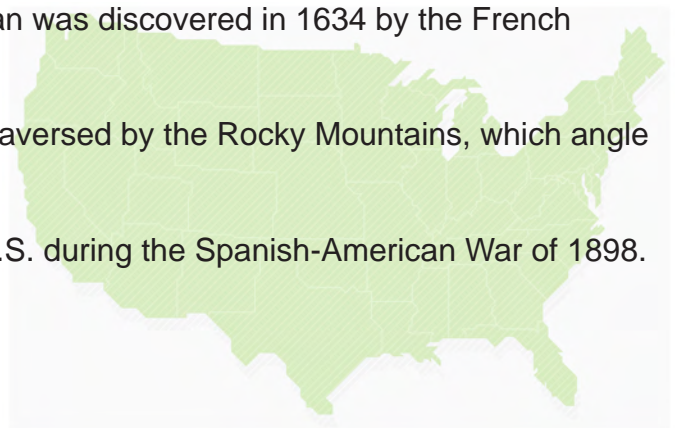 an was discovered in 1634 by the French
aversed by the Rocky Mountains, which angle
.S. during the Spanish-American War of 1898.